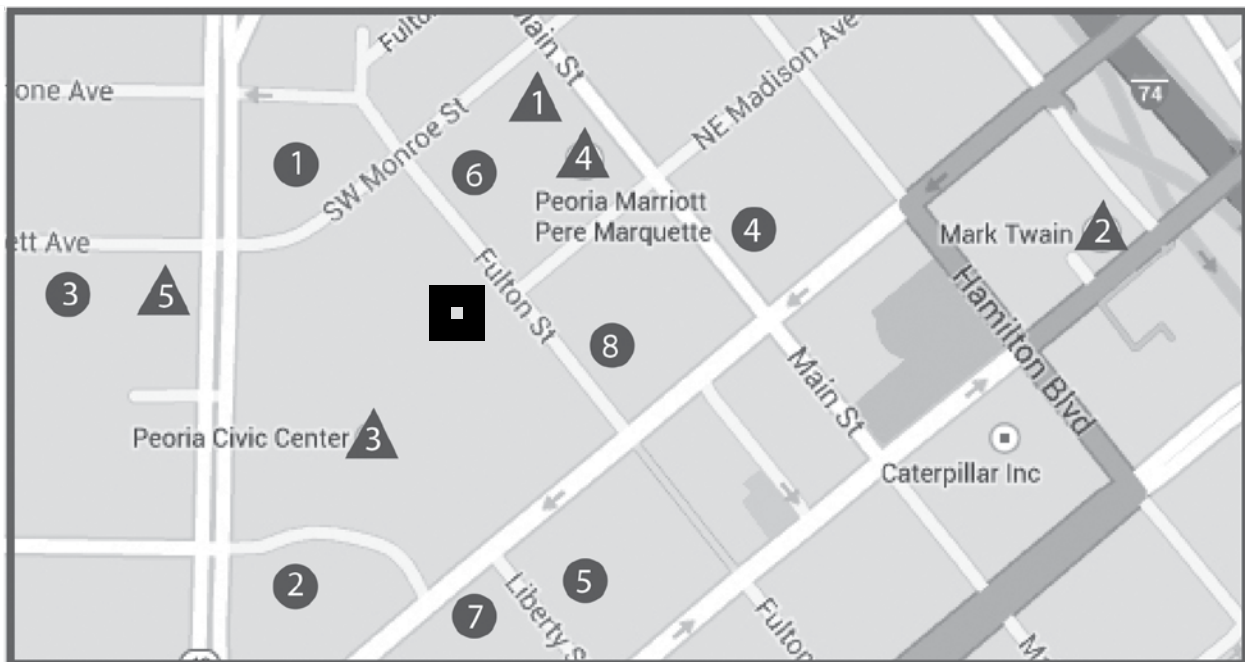 Fulto
Main St
one Ave
1
74
NE Madison Ave
SW Monroe St
1
6
4
Peoria Marriott
Pere Marquette
4
Mark Twain
2
ett Ave
3
5
Fulton St
Hamilton Blvd
8
Main St
Peoria Civic Center
3
Caterpillar Inc
2
5
7
Liberty S
Fulton